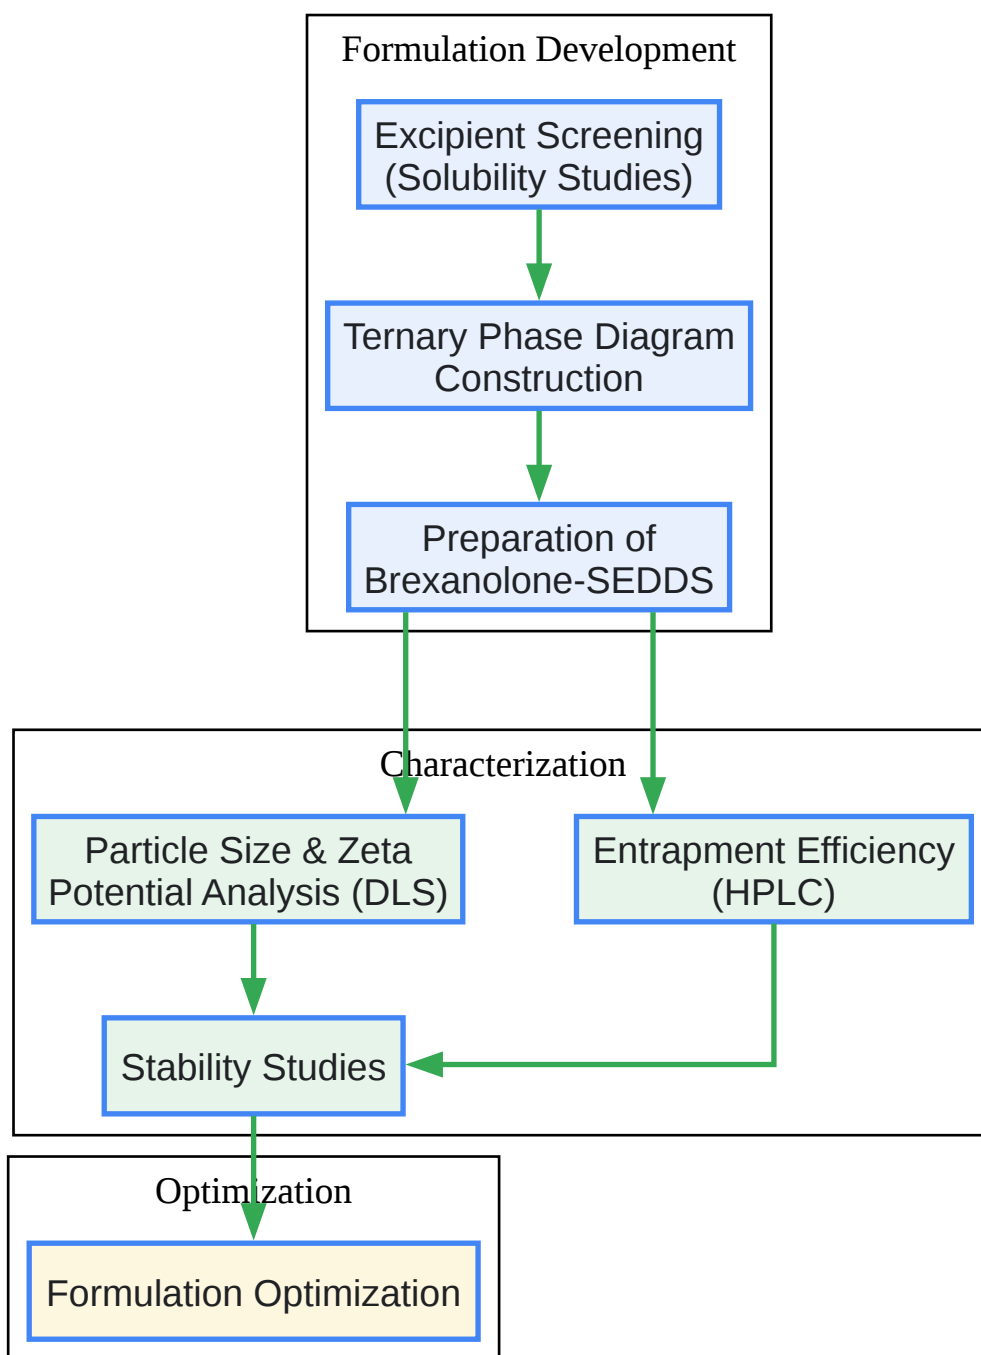 Formulation Development
Excipient Screening
(Solubility Studies)
Ternary Phase Diagram
Construction
Preparation of
Brexanolone-SEDDS
Characterization
Particle Size & Zeta
Potential Analysis (DLS)
Entrapment Efficiency
(HPLC)
Stability Studies
Optimization
Formulation Optimization